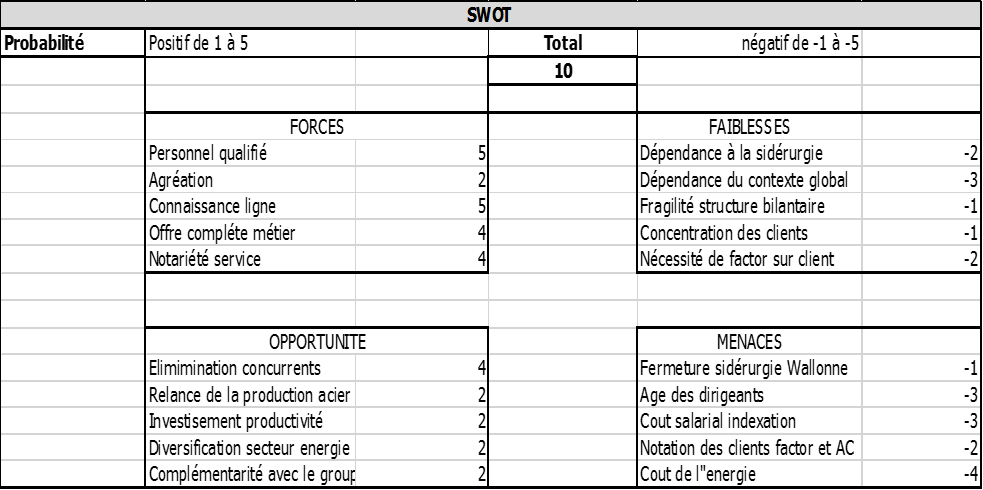 SWOT
Probabilité Positif de 1 à 5 Total négatif de -1 à -5
10
FORCES FAIBLESSES
Personnel qualifié 5 Dépendance à la sidérurgie -2
Agréation 2 Dépendance du contexte global -3
Connaissance ligne 5 Fragilité structure bilantaire -1
Offre compléte métier 4 Concentration des clients -1
Notariété service 4 Nécessité de factor sur client -2
OPPORTUNITE MENACES
Elimimination concurrents 4 Fermeture sidérurgie Wallonne -1
Relance de la production acier 2 Age des dirigeants -3
Investisement productivité 2 Cout salarial indexation -3
Diversification secteur energie 2 Notation des clients factor et AC -2
Complémentarité avec le group 2 Cout de l"energie -4